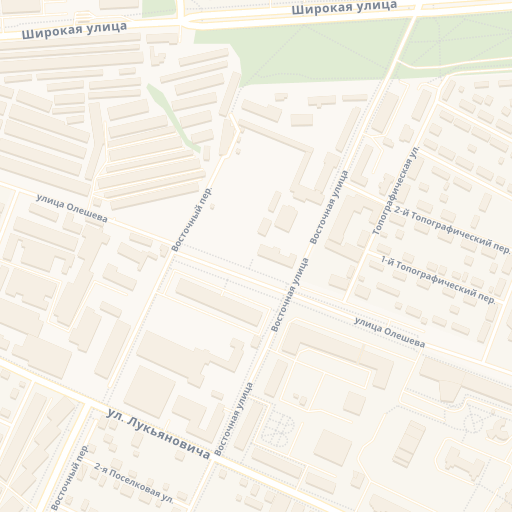 Широкая улица
Широкая улица
улица Олешева
Восточный пер.
Восточная улица
Топографическая ул.
2-й Топографический пер.
1-й Топографический пер.
Восточная улица
улица Олешева
Восточная улица
ул. Лукьяновича
2-я Поселковая ул.
Восточный пер.